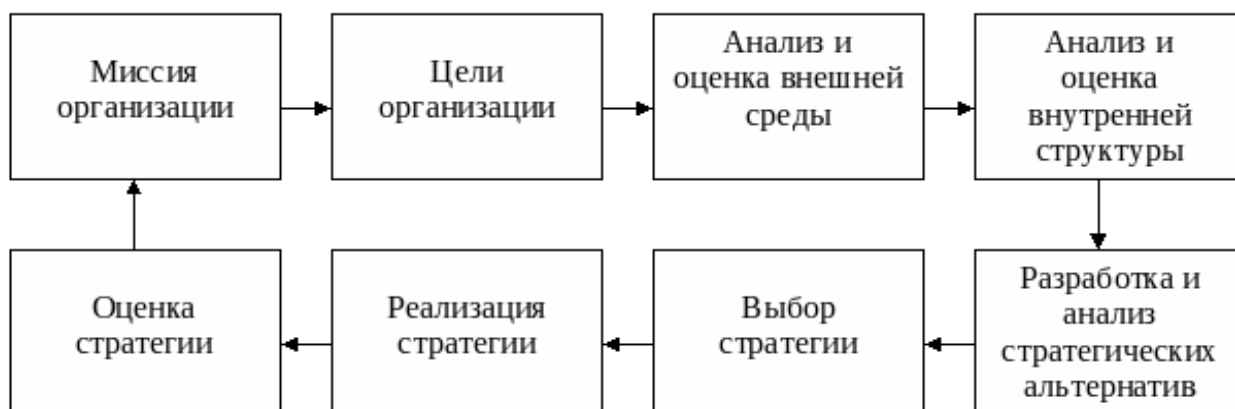 Миссия
организации
Цели
организации
Анализ и
оценка внешней
среды
Анализ и
оценка
внутренней
структуры
Оценка
стратегии
Реализация
стратегии
Выбор
стратегии
Разработка и
анализ
стратегических
альтернатив